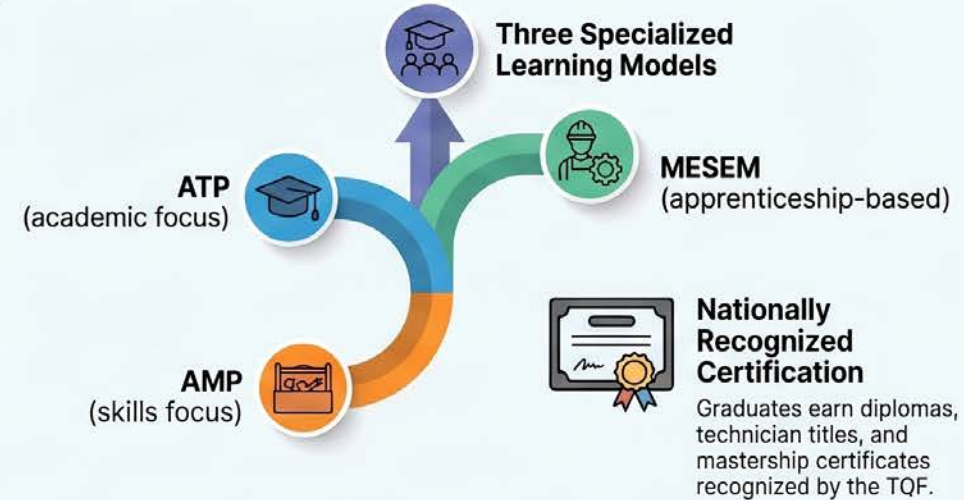 Three Specialized
Learning Models
ATP
(academic focus)
MESEM
(apprenticeship-based)
AMP
(skills focus)
Nationally
Recognized
Certification
Graduates earn diplomas,
technician titles, and
mastership certificates
recognized by the TQF.